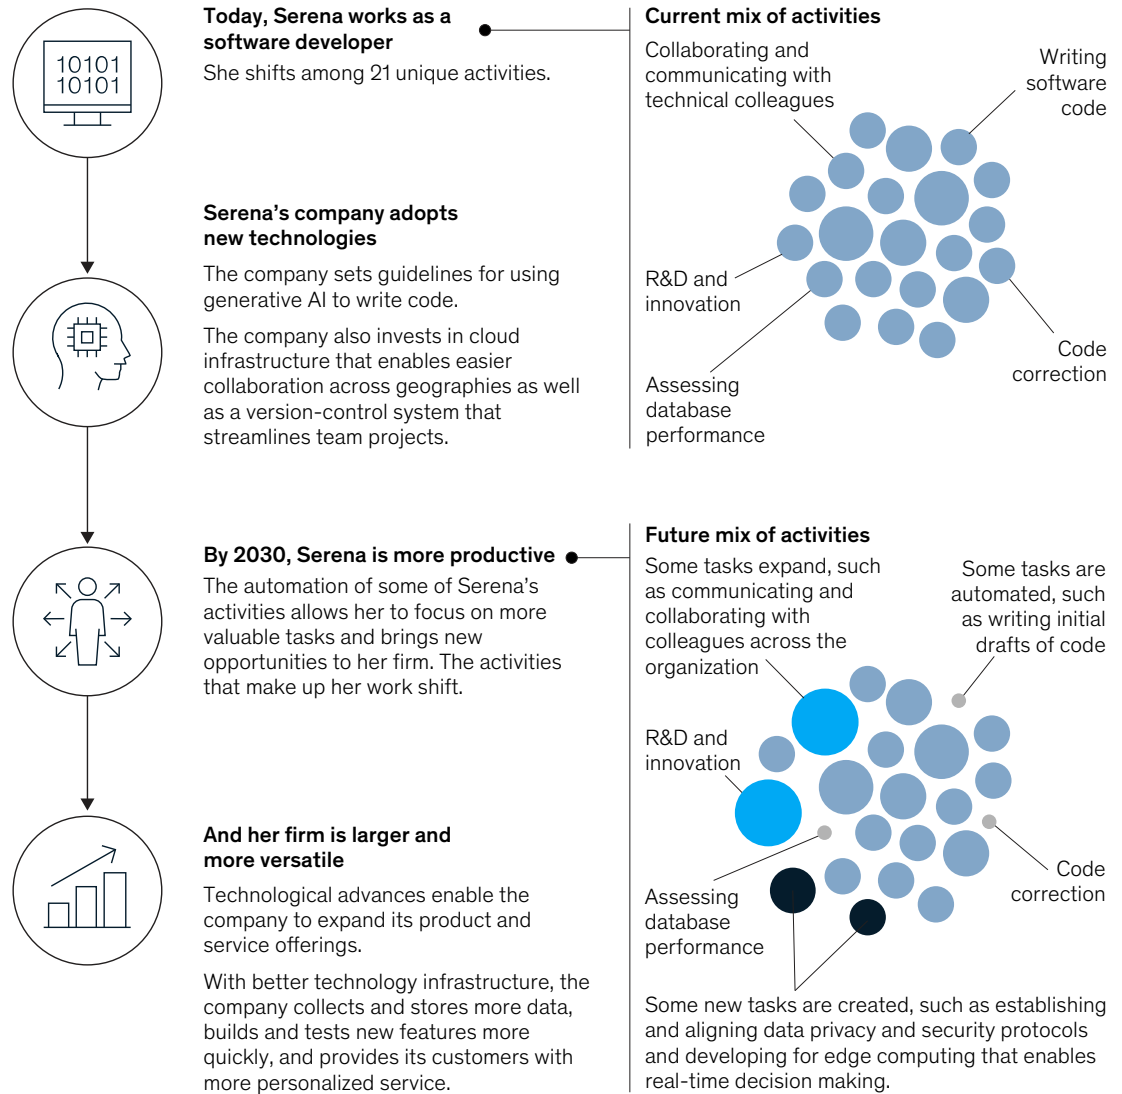 10101
10101
Today, Serena works as a
software developer
She shifts among 21 unique activities.
Serena’s company adopts
new technologies
The company sets guidelines for using
generative AI to write code.
The company also invests in cloud
infrastructure that enables easier
collaboration across geographies as well
as a version-control system that
streamlines team projects.
Current mix of activities
Collaborating and
communicating with
technical colleagues
Writing
software
code
R&D and
innovation
Assessing
database
performance
Code
correction
By 2030, Serena is more productive
The automation of some of Serena’s
activities allows her to focus on more
valuable tasks and brings new
opportunities to her firm. The activities
that make up her work shift.
And her firm is larger and
more versatile
Technological advances enable the
company to expand its product and
service offerings.
With better technology infrastructure, the
company collects and stores more data,
builds and tests new features more
quickly, and provides its customers with
more personalized service.
Future mix of activities
Some tasks expand, such
as communicating and
collaborating with
colleagues across the
organization
Some tasks are
automated, such
as writing initial
drafts of code
R&D and
innovation
Assessing
database
performance
Code
correction
Some new tasks are created, such as establishing
and aligning data privacy and security protocols
and developing for edge computing that enables
real-time decision making.